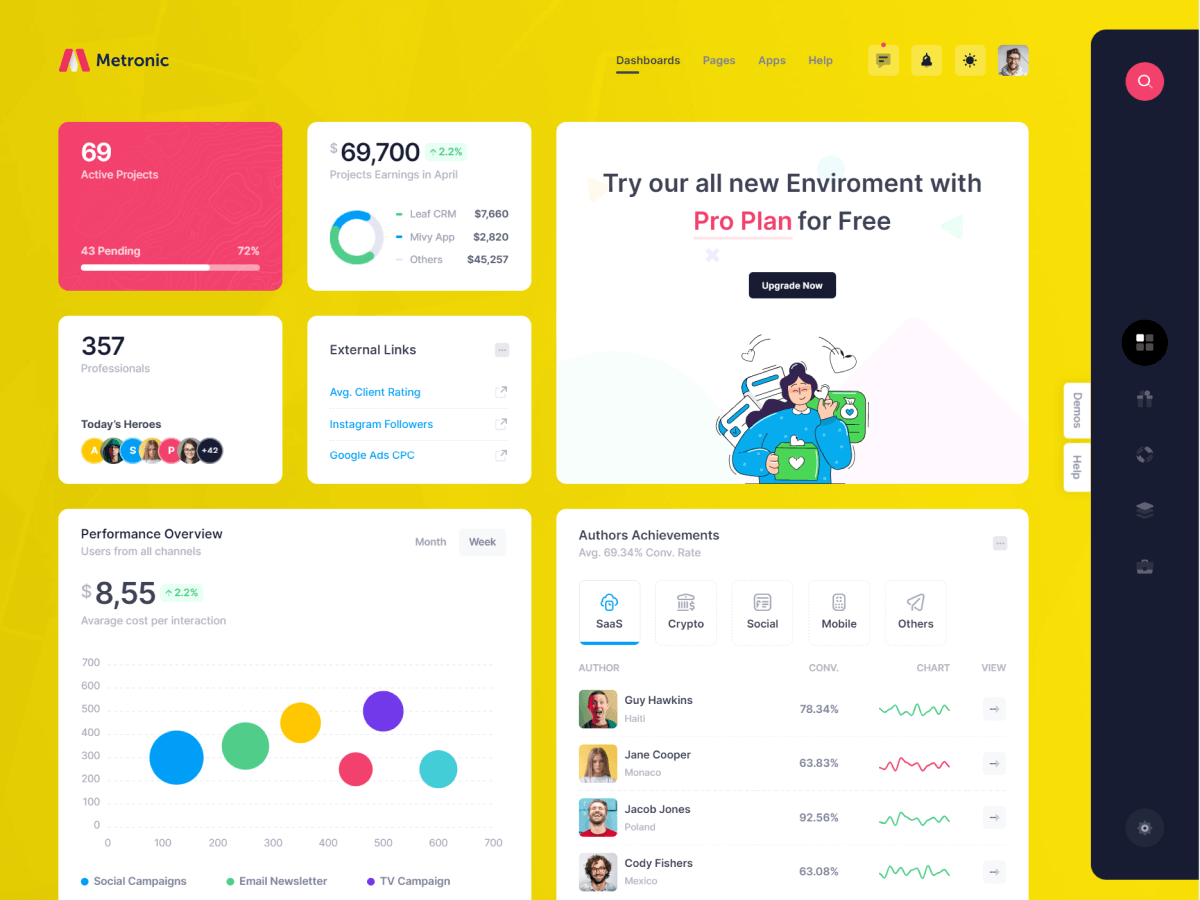 Metronic
Dashboards Pages Apps Help
69
Active Projects
43 Pending 72%
$69,700 2.2%
Projects Earnings in April
Leaf CRM $7,660
Mivy App $2,820
Others $45,257
Try our all new Enviroment with
Pro Plan for Free
Upgrade Now
357
Professionals
Today's Heroes
A S P +42
External Links
Avg. Client Rating
Instagram Followers
Google Ads CPC
Demos
Help
Performance Overview
Users from all channels
Month Week
$8,55 2.2%
Avarage cost per interaction
700
600
500
400
300
200
100
0
0 100 200 300 400 500 600 700
Social Campaigns Email Newsletter TV Campaign
Authors Achievements
Avg. 69.34% Conv. Rate
SaaS Crypto Social Mobile Others
AUTHOR CONV. CHART VIEW
Guy Hawkins 78.34%
Haiti
Jane Cooper 63.83%
Monaco
Jacob Jones 92.56%
Poland
Cody Fishers 63.08%
Mexico